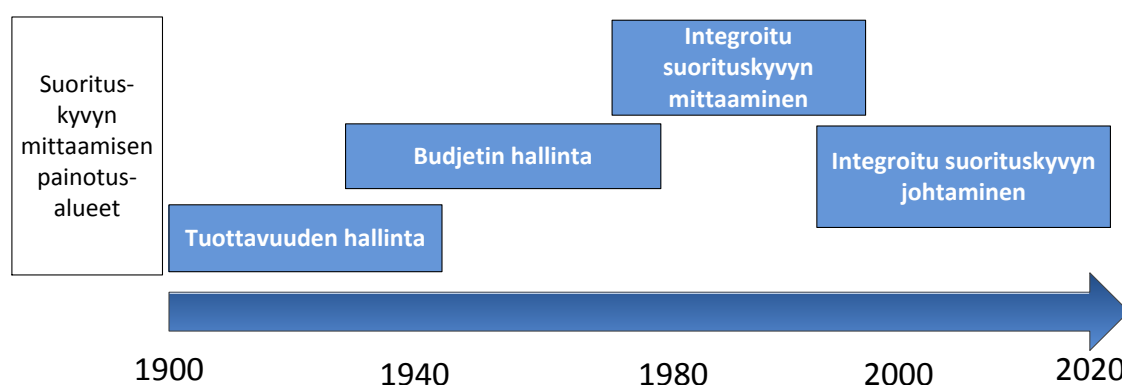 Suoritus-
kyvyn
mittaamisen
painotus-
alueet
Integroitu
suorituskyvyn
mittaaminen
Budjetin hallinta
Integroitu suorituskyvyn
johtaminen
Tuottavuuden hallinta
1900
1940
1980
2000
2020